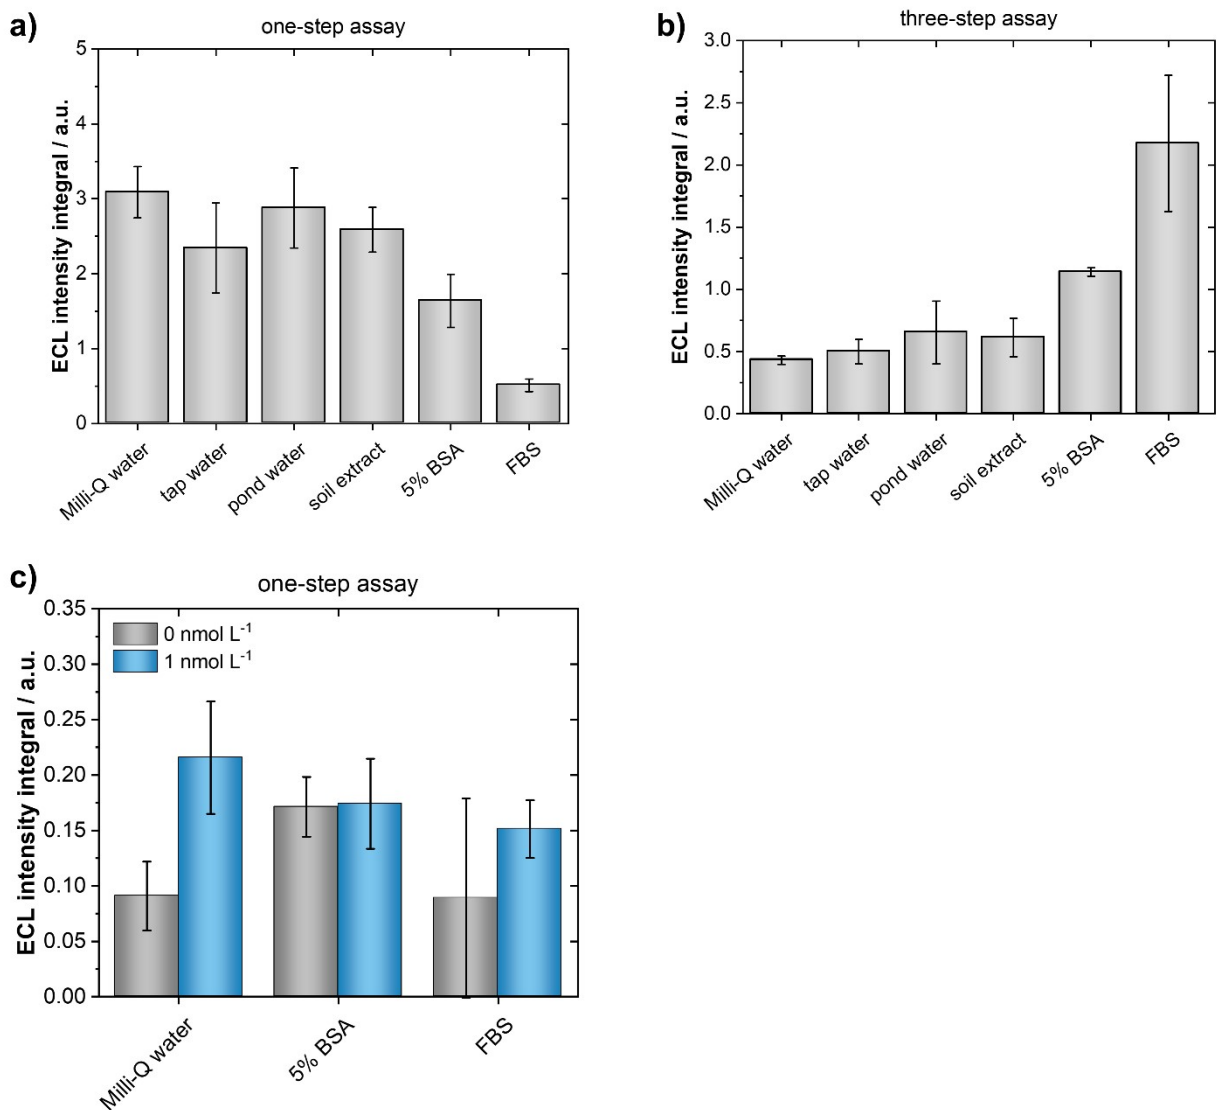 a)
one-step assay
ECL intensity integral / a.u.
5
4
3
2
1
0
Milli-Q water
tap water
pond water
soil extract
5% BSA
FBS
b)
three-step assay
ECL intensity integral / a.u.
3.0
2.5
2.0
1.5
1.0
0.5
0.0
Milli-Q water
tap water
pond water
soil extract
5% BSA
FBS
c)
one-step assay
ECL intensity integral / a.u.
0.35
0.30
0.25
0.20
0.15
0.10
0.05
0.00
0 nmol L⁻¹
1 nmol L⁻¹
Milli-Q water
5% BSA
FBS